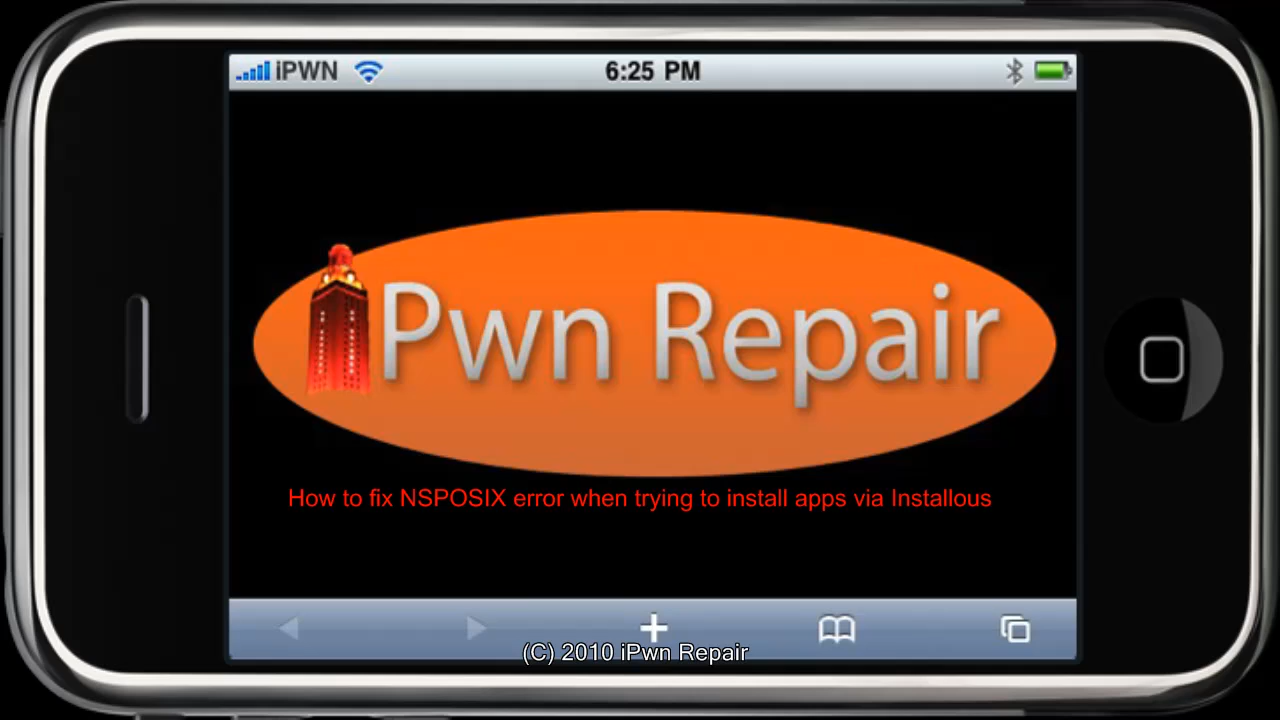 iPWN
6:25 PM
Pwn Repair
How to fix NSPOSIX error when trying to install apps via Installous
(C) 2010 iPwn Repair